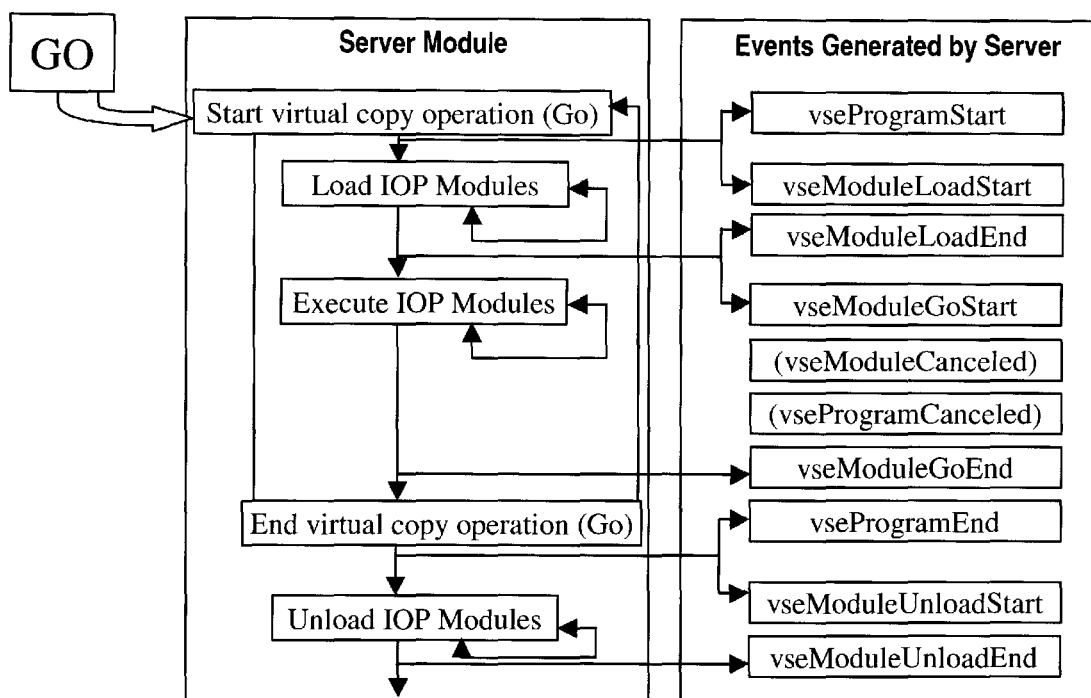 GO
Server Module
Start virtual copy operation (Go)
Load IOP Modules
Execute IOP Modules
End virtual copy operation (Go)
Unload IOP Modules
Events Generated by Server
vseProgramStart
vseModuleLoadStart
vseModuleLoadEnd
vseModuleGoStart
(vseModuleCanceled)
(vseProgramCanceled)
vseModuleGoEnd
vseProgramEnd
vseModuleUnloadStart
vseModuleUnloadEnd